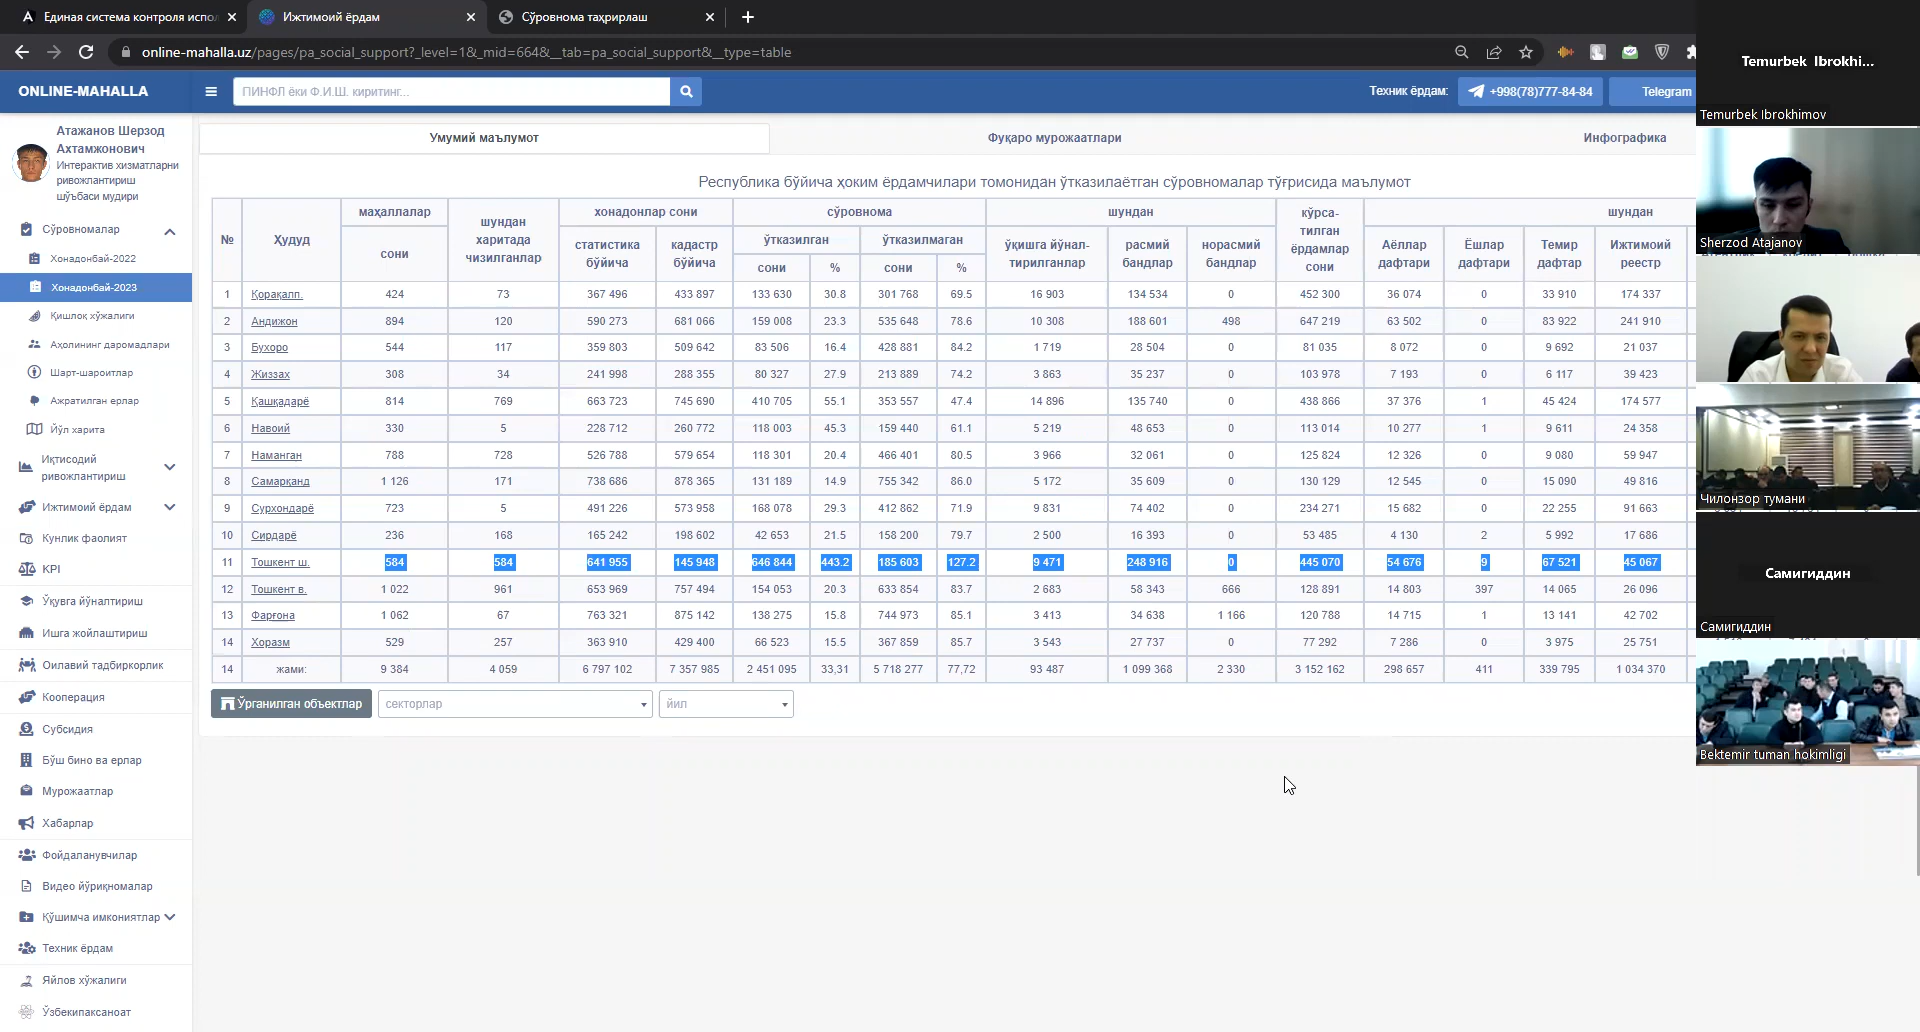 Единая система контроля испо
Ижтимоий ёрдам
Сўровнома таҳрирлаш
online-mahalla.uz/pages/pa_social_support?_level=1&_mid=664&__tab=pa_social_support&__type=table
ONLINE-MAHALLA
ПИНФЛ ёки Ф.И.Ш. киритинг...
Техник ёрдам:
+998(78)777-84-84
Telegram
Атажанов Шерзод
Ахтамжонович
Интерактив хизматларни
ривожлантириш
шўъбаси мудири
Сўровномалар
Хонадонбай-2022
Хонадонбай-2023
Қишлоқ хўжалиги
Аҳолининг даромадлари
Шарт-шароитлар
Ажратилган ерлар
Йўл харита
Иқтисодий
ривожлантириш
Ижтимоий ёрдам
Кунлик фаолият
KPI
Ўқувга йўналтириш
Ишга жойлаштириш
Оилавий тадбиркорлик
Кооперация
Субсидия
Бўш бино ва ерлар
Мурожаатлар
Хабарлар
Фойдаланувчилар
Видео йўриқномалар
Қўшимча имкониятлар
Техник ёрдам
Яйлов хўжалиги
Ўзбекипаксаноат
Умумий маълумот
Фуқаро мурожаатлари
Инфографика
Республика бўйича ҳоким ёрдамчилари томонидан ўтказилаётган сўровномалар тўғрисида маълумот
№ Ҳудуд маҳаллалар сони шундан харитада чизилганлар хонадонлар сони сўровнома шундан кўрса-тилган ёрдамлар сони шундан
статистика бўйича кадастр бўйича ўтказилган ўтказилмаган ўқишга йўнал-тирилганлар расмий бандлар норасмий бандлар Аёллар дафтари Ёшлар дафтари Темир дафтар Ижтимоий реестр
сони % сони %
1 Қорақалп. 424 73 367 496 433 897 133 630 30.8 301 768 69.5 16 903 134 534 0 452 300 36 074 0 33 910 174 337
2 Андижон 894 120 590 273 681 066 159 008 23.3 535 648 78.6 10 308 188 601 498 647 219 63 502 0 83 922 241 910
3 Бухоро 544 117 359 803 509 642 83 506 16.4 428 881 84.2 1 719 28 504 0 81 035 8 072 0 9 692 21 037
4 Жиззах 308 34 241 998 288 355 80 327 27.9 213 889 74.2 3 863 35 237 0 103 978 7 193 0 6 117 39 423
5 Қашқадарё 814 769 663 723 745 690 410 705 55.1 353 557 47.4 14 896 135 740 0 438 866 37 376 1 45 424 174 577
6 Навоий 330 5 228 712 260 772 118 003 45.3 159 440 61.1 5 219 48 653 0 113 014 10 277 1 9 611 24 358
7 Наманган 788 728 526 788 579 654 118 301 20.4 466 401 80.5 3 966 32 061 0 125 824 12 326 0 9 080 59 947
8 Самарқанд 1 126 171 738 686 878 365 131 189 14.9 755 342 86.0 5 172 35 609 0 130 129 12 545 0 15 090 49 816
9 Сурхондарё 723 5 491 226 573 958 168 078 29.3 412 862 71.9 9 831 74 402 0 234 271 15 682 0 22 255 91 663
10 Сирдарё 236 168 165 242 198 602 42 653 21.5 158 200 79.7 2 500 16 393 0 53 485 4 130 2 5 992 17 686
11 Тошкент ш. 584 584 641 955 145 948 646 844 443.2 185 603 127.2 9 471 248 916 0 445 070 54 676 9 67 521 45 067
12 Тошкент в. 1 022 961 653 969 757 494 154 053 20.3 633 854 83.7 2 683 58 343 666 128 891 14 803 397 14 065 26 096
13 Фарғона 1 062 67 763 321 875 142 138 275 15.8 744 973 85.1 3 413 34 638 1 166 120 788 14 715 1 13 141 42 702
14 Хоразм 529 257 363 910 429 400 66 523 15.5 367 859 85.7 3 543 27 737 0 77 292 7 286 0 3 975 25 751
14 жами: 9 384 4 059 6 797 102 7 357 985 2 451 095 33,31 5 718 277 77,72 93 487 1 099 368 2 330 3 152 162 298 657 411 339 795 1 034 370
Ўрганилган объектлар
секторлар
йил
Temurbek Ibrokhi...
Temurbek Ibrokhimov
Sherzod Atajanov
Чилонзор тумани
Самигиддин
Самигиддин
Bektemir tuman hokimligi